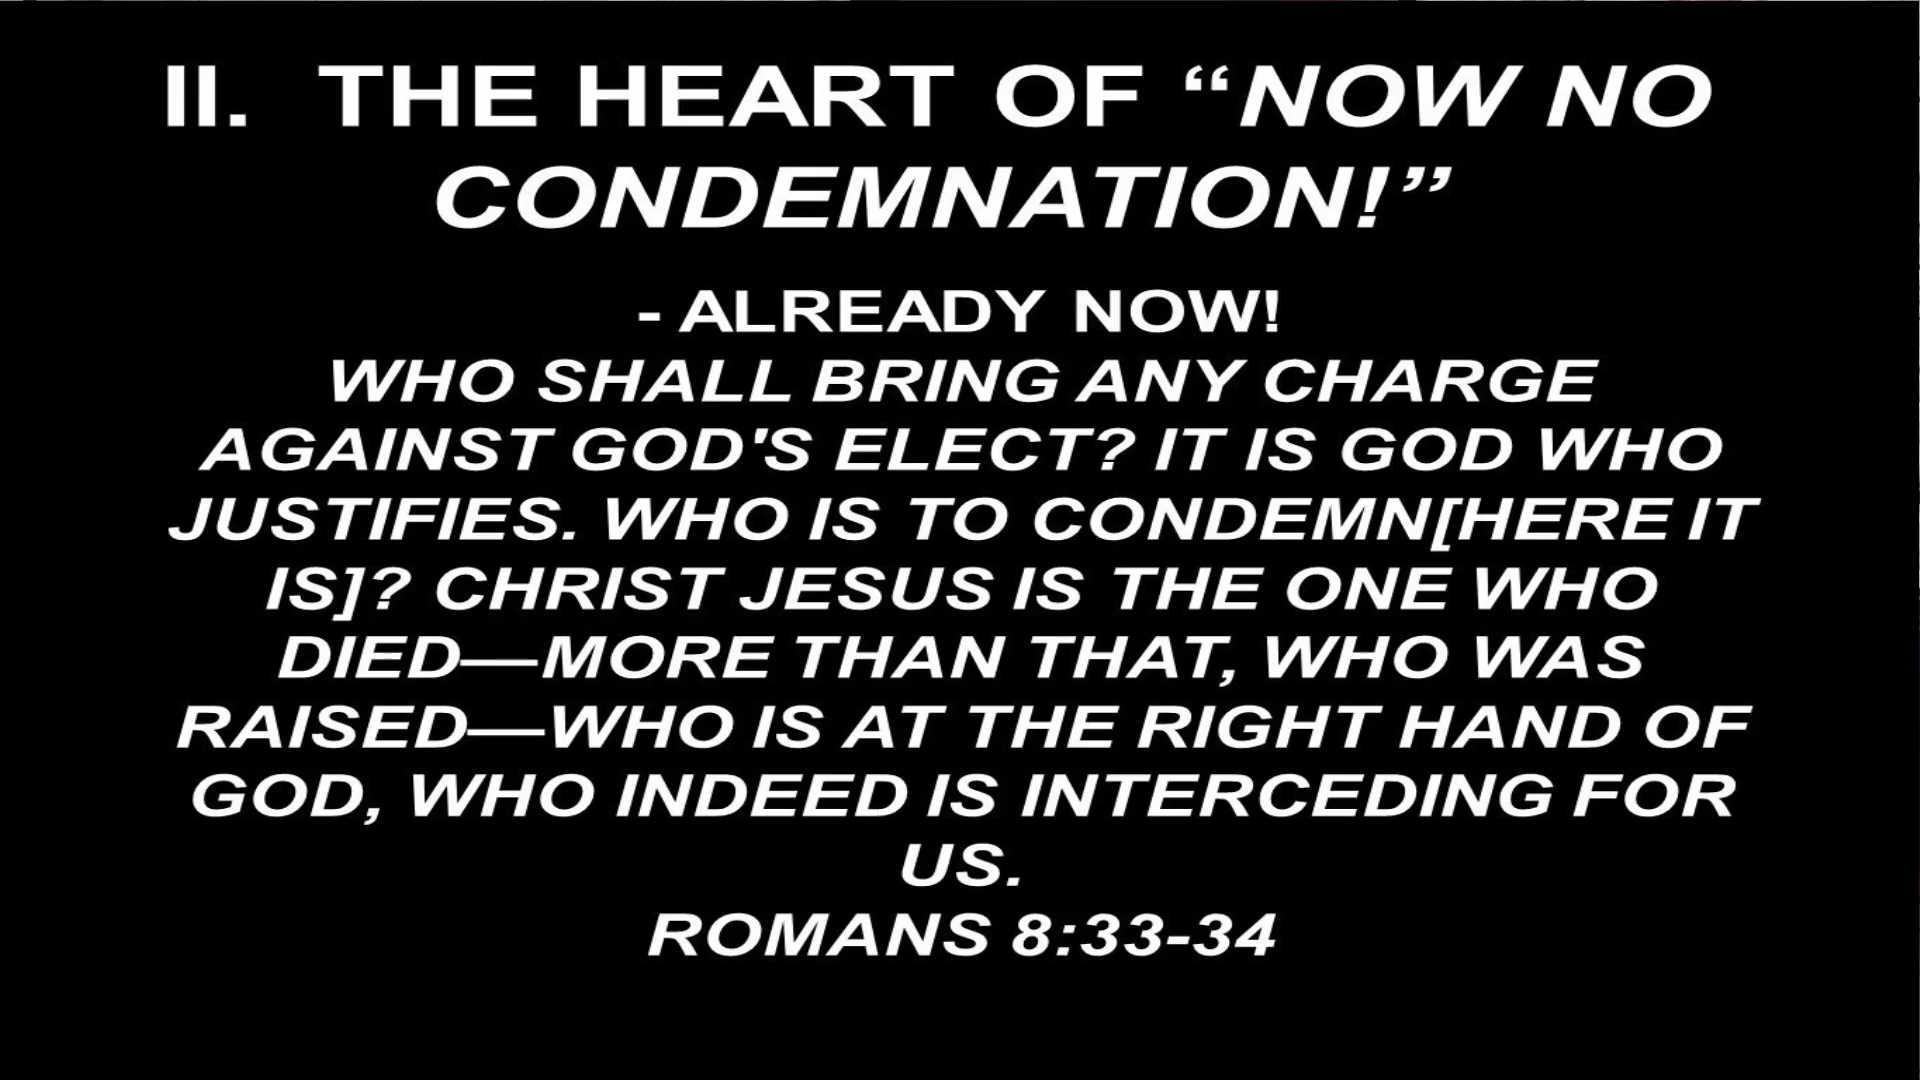 II. THE HEART OF “NOW NO
CONDEMNATION!”
- ALREADY NOW!
WHO SHALL BRING ANY CHARGE
AGAINST GOD'S ELECT? IT IS GOD WHO
JUSTIFIES. WHO IS TO CONDEMN[HERE IT
IS]? CHRIST JESUS IS THE ONE WHO
DIED—MORE THAN THAT, WHO WAS
RAISED—WHO IS AT THE RIGHT HAND OF
GOD, WHO INDEED IS INTERCEDING FOR
US.
ROMANS 8:33-34